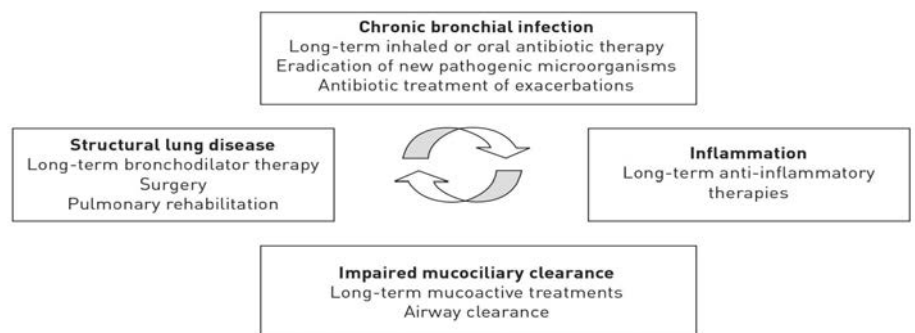 Chronic bronchial infection
Long-term inhaled or oral antibiotic therapy
Eradication of new pathogenic microorganisms
Antibiotic treatment of exacerbations
Structural lung disease
Long-term bronchodilator therapy
Surgery
Pulmonary rehabilitation
Inflammation
Long-term anti-inflammatory
therapies
Impaired mucociliary clearance
Long-term mucoactive treatments
Airway clearance